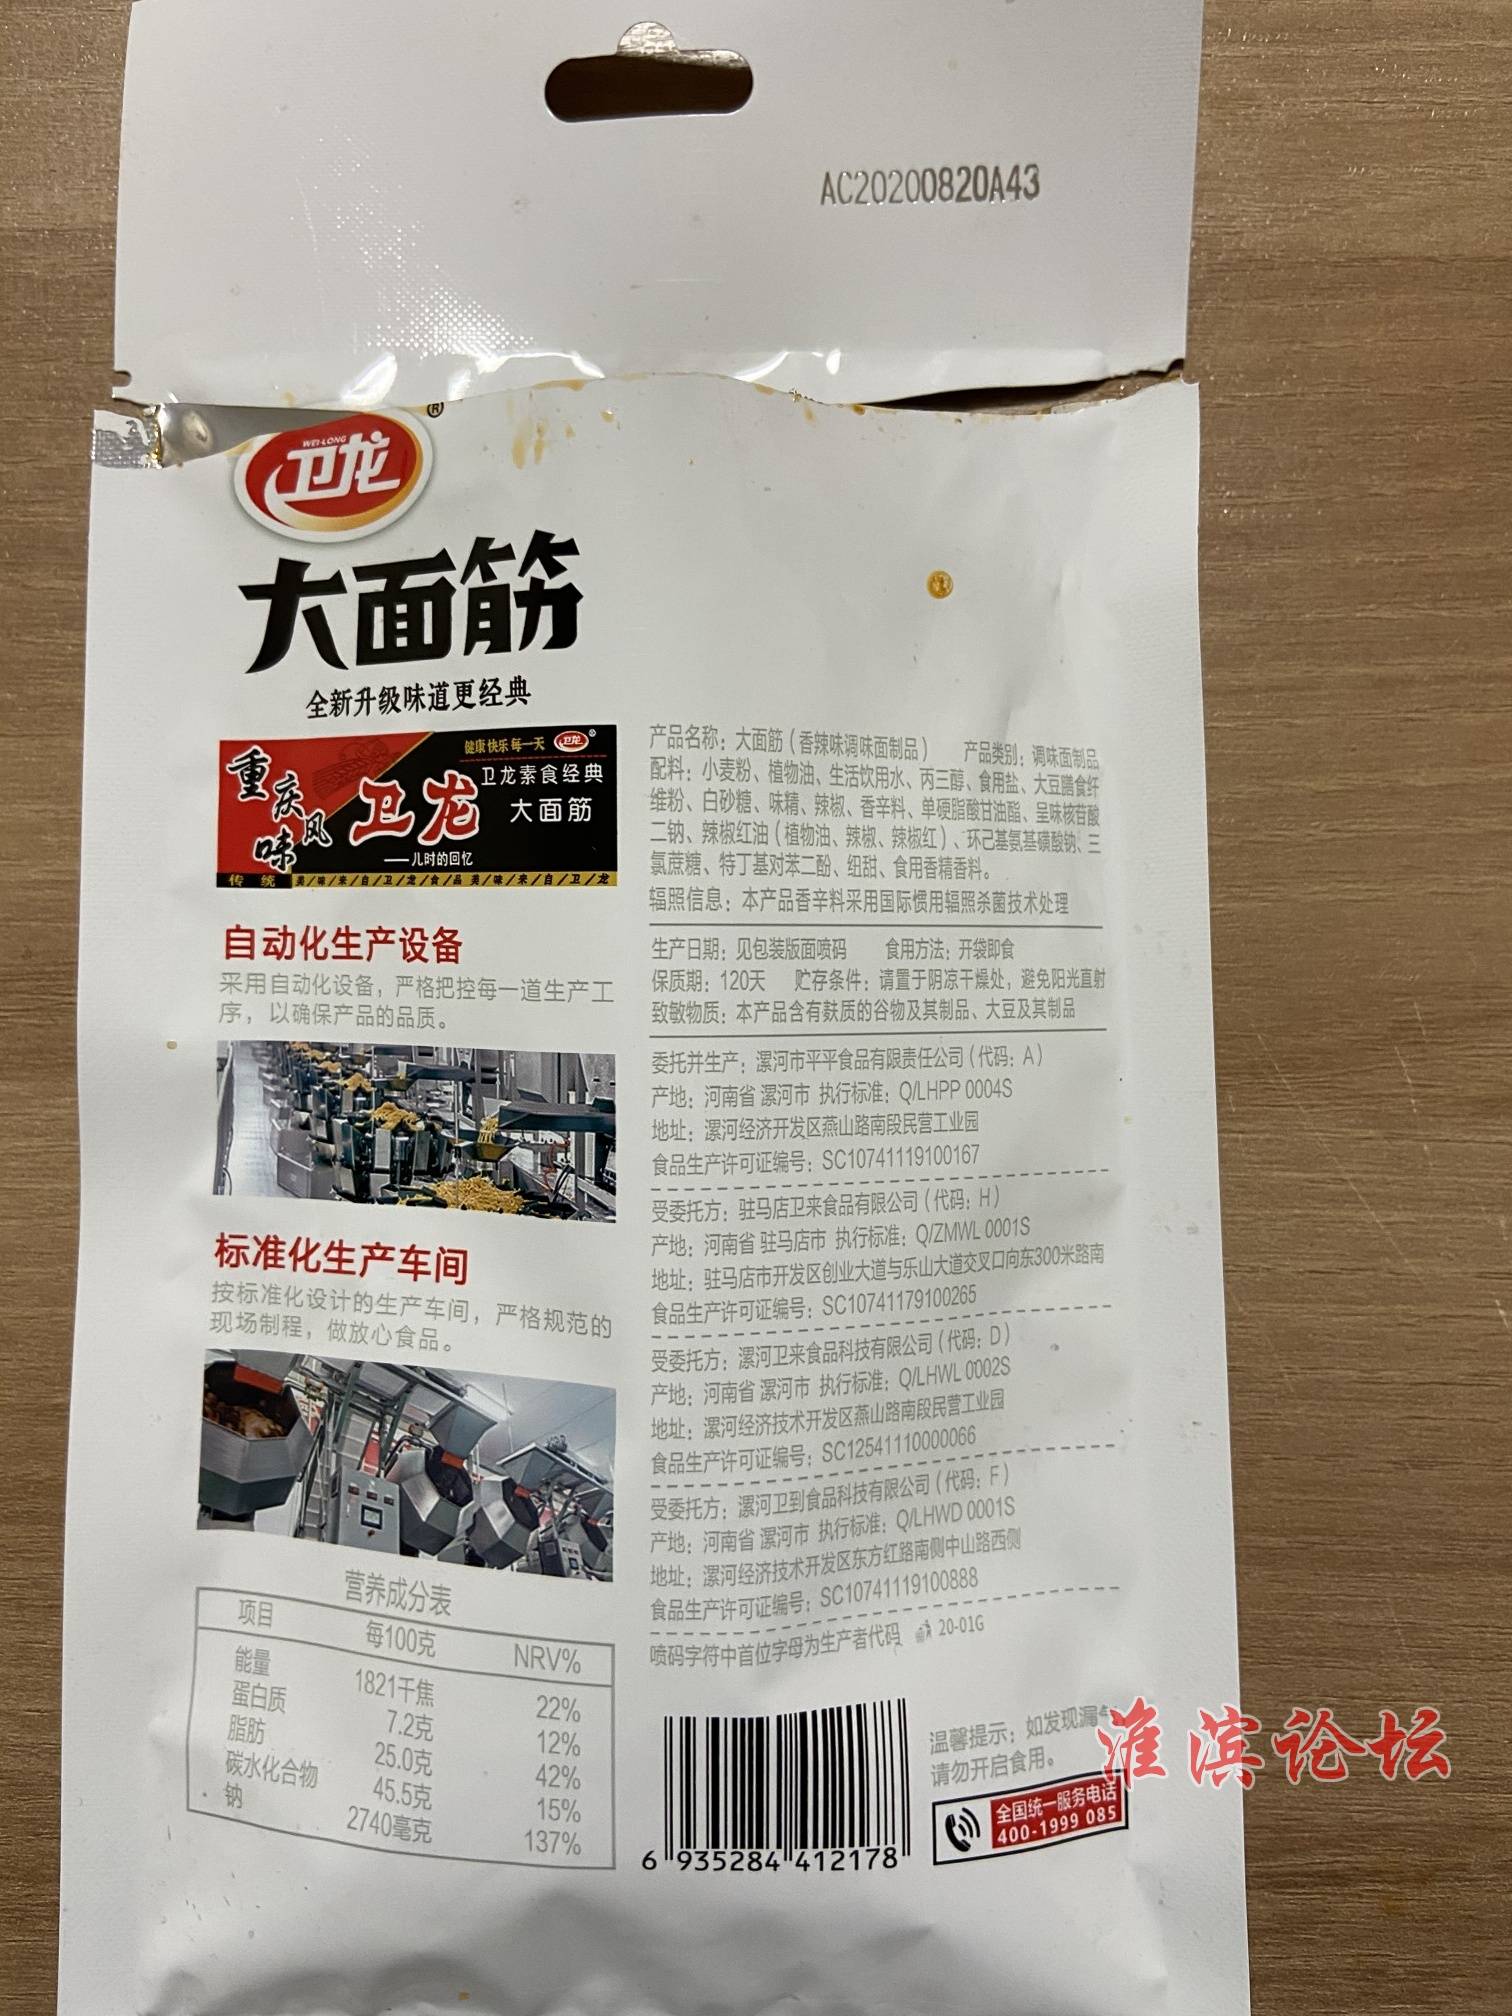 AC20200820A43
WEI-LONG
卫龙
®
大面筋
全新升级味道更经典
重庆风味
健康 快乐 每一天 卫龙®
卫龙素食经典
卫龙
大面筋
——儿时的回忆
传统 美/味/来/自/卫/龙/食/品 美/味/来/自/卫/龙
自动化生产设备
采用自动化设备，严格把控每一道生产工
序，以确保产品的品质。
标准化生产车间
按标准化设计的生产车间，严格规范的
现场制程，做放心食品。
营养成分表
项目 每100克 NRV%
能量 1821千焦 22%
蛋白质 7.2克 12%
脂肪 25.0克 42%
碳水化合物 45.5克 15%
钠 2740毫克 137%
产品名称：大面筋（香辣味调味面制品） 产品类别：调味面制品
配料：小麦粉、植物油、生活饮用水、丙三醇、食用盐、大豆膳食纤
维粉、白砂糖、味精、辣椒、香辛料、单硬脂酸甘油酯、呈味核苷酸
二钠、辣椒红油（植物油、辣椒、辣椒红）、环己基氨基磺酸钠、三
氯蔗糖、特丁基对苯二酚、纽甜、食用香精香料。
辐照信息：本产品香辛料采用国际惯用辐照杀菌技术处理
生产日期：见包装版面喷码 食用方法：开袋即食
保质期：120天 贮存条件：请置于阴凉干燥处，避免阳光直射
致敏物质：本产品含有麸质的谷物及其制品、大豆及其制品
委托并生产：漯河市平平食品有限责任公司（代码：A）
产地：河南省 漯河市 执行标准：Q/LHPP 0004S
地址：漯河经济开发区燕山路南段民营工业园
食品生产许可证编号：SC10741119100167
受委托方：驻马店卫来食品有限公司（代码：H）
产地：河南省 驻马店市 执行标准：Q/ZMWL 0001S
地址：驻马店市开发区创业大道与乐山大道交叉口向东300米路南
食品生产许可证编号：SC10741179100265
受委托方：漯河卫来食品科技有限公司（代码：D）
产地：河南省 漯河市 执行标准：Q/LHWL 0002S
地址：漯河经济技术开发区燕山路南段民营工业园
食品生产许可证编号：SC12541110000066
受委托方：漯河卫到食品科技有限公司（代码：F）
产地：河南省 漯河市 执行标准：Q/LHWD 0001S
地址：漯河经济技术开发区东方红路南侧中山路西侧
食品生产许可证编号：SC10741119100888
喷码字符中首位字母为生产者代码 20-01G
6 935284 412178
温馨提示：如发现漏气
请勿开启食用。
全国统一服务电话
400-1999 085
淮滨论坛